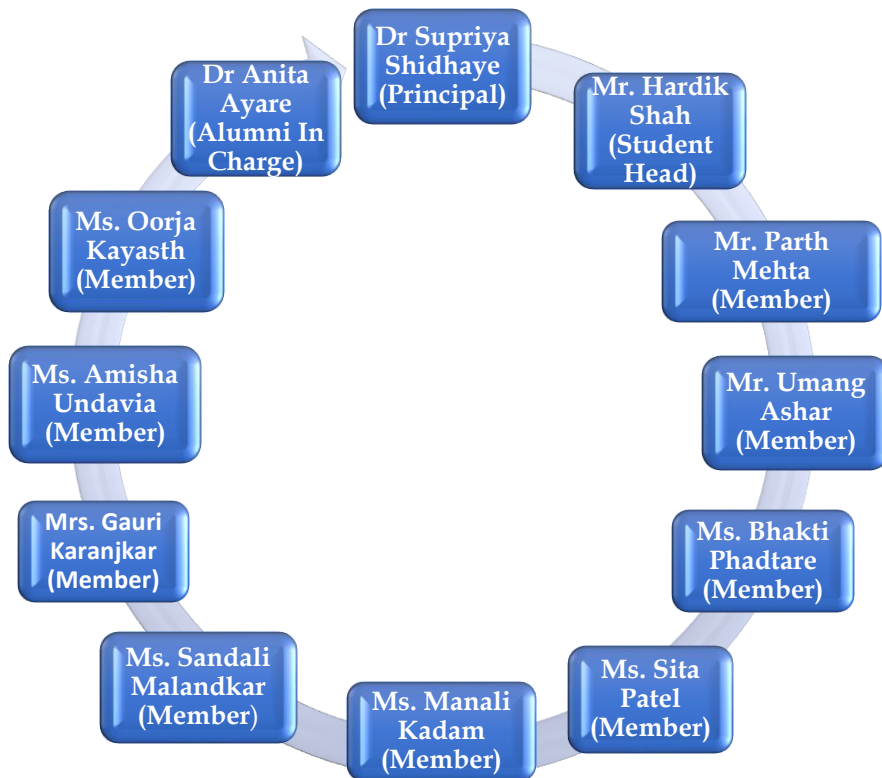 Dr Supriya
Shidhaye
(Principal)
Mr. Hardik
Shah
(Student
Head)
Mr. Parth
Mehta
(Member)
Mr. Umang
Ashar
(Member)
Ms. Bhakti
Phadtare
(Member)
Ms. Sita
Patel
(Member)
Ms. Manali
Kadam
(Member)
Ms. Sandali
Malandkar
(Member)
Mrs. Gauri
Karanjkar
(Member)
Ms. Amisha
Undavia
(Member)
Ms. Oorja
Kayasth
(Member)
Dr Anita
Ayare
(Alumni In
Charge)